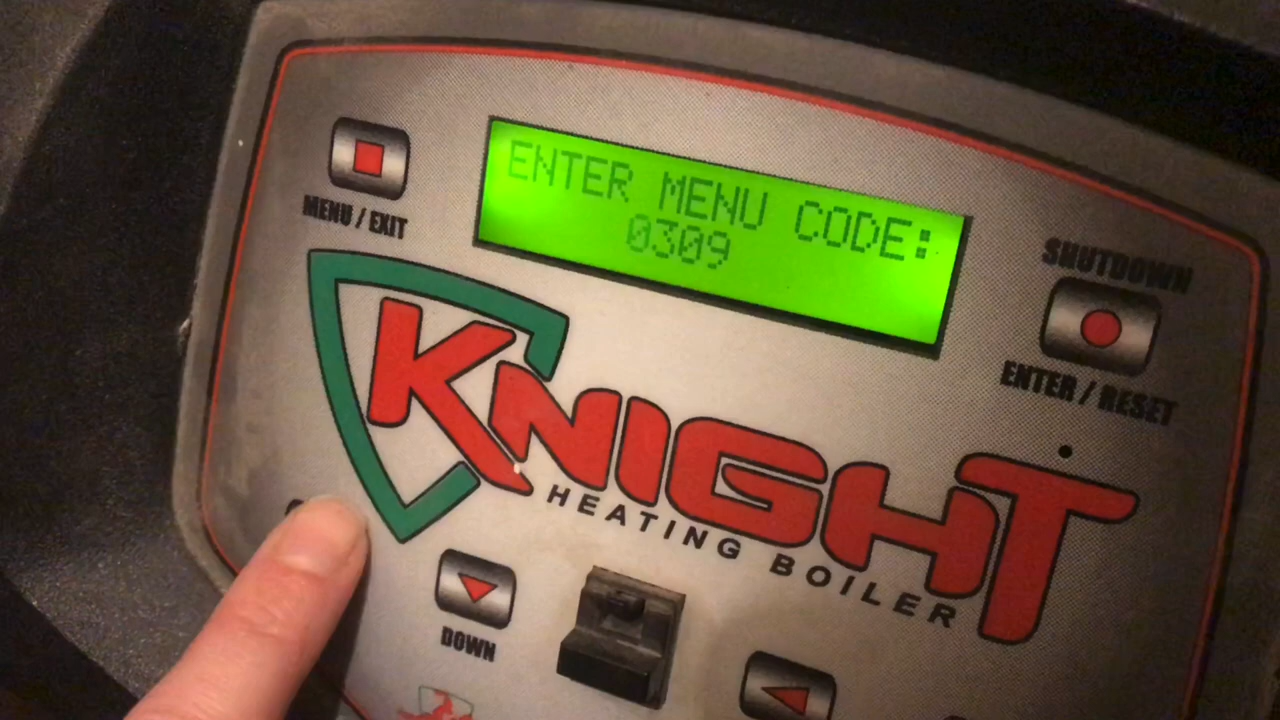 ENTER MENU CODE:
0309
MENU / EXIT
SHUTDOWN
ENTER / RESET
KNIGHT
HEATING BOILER
DOWN